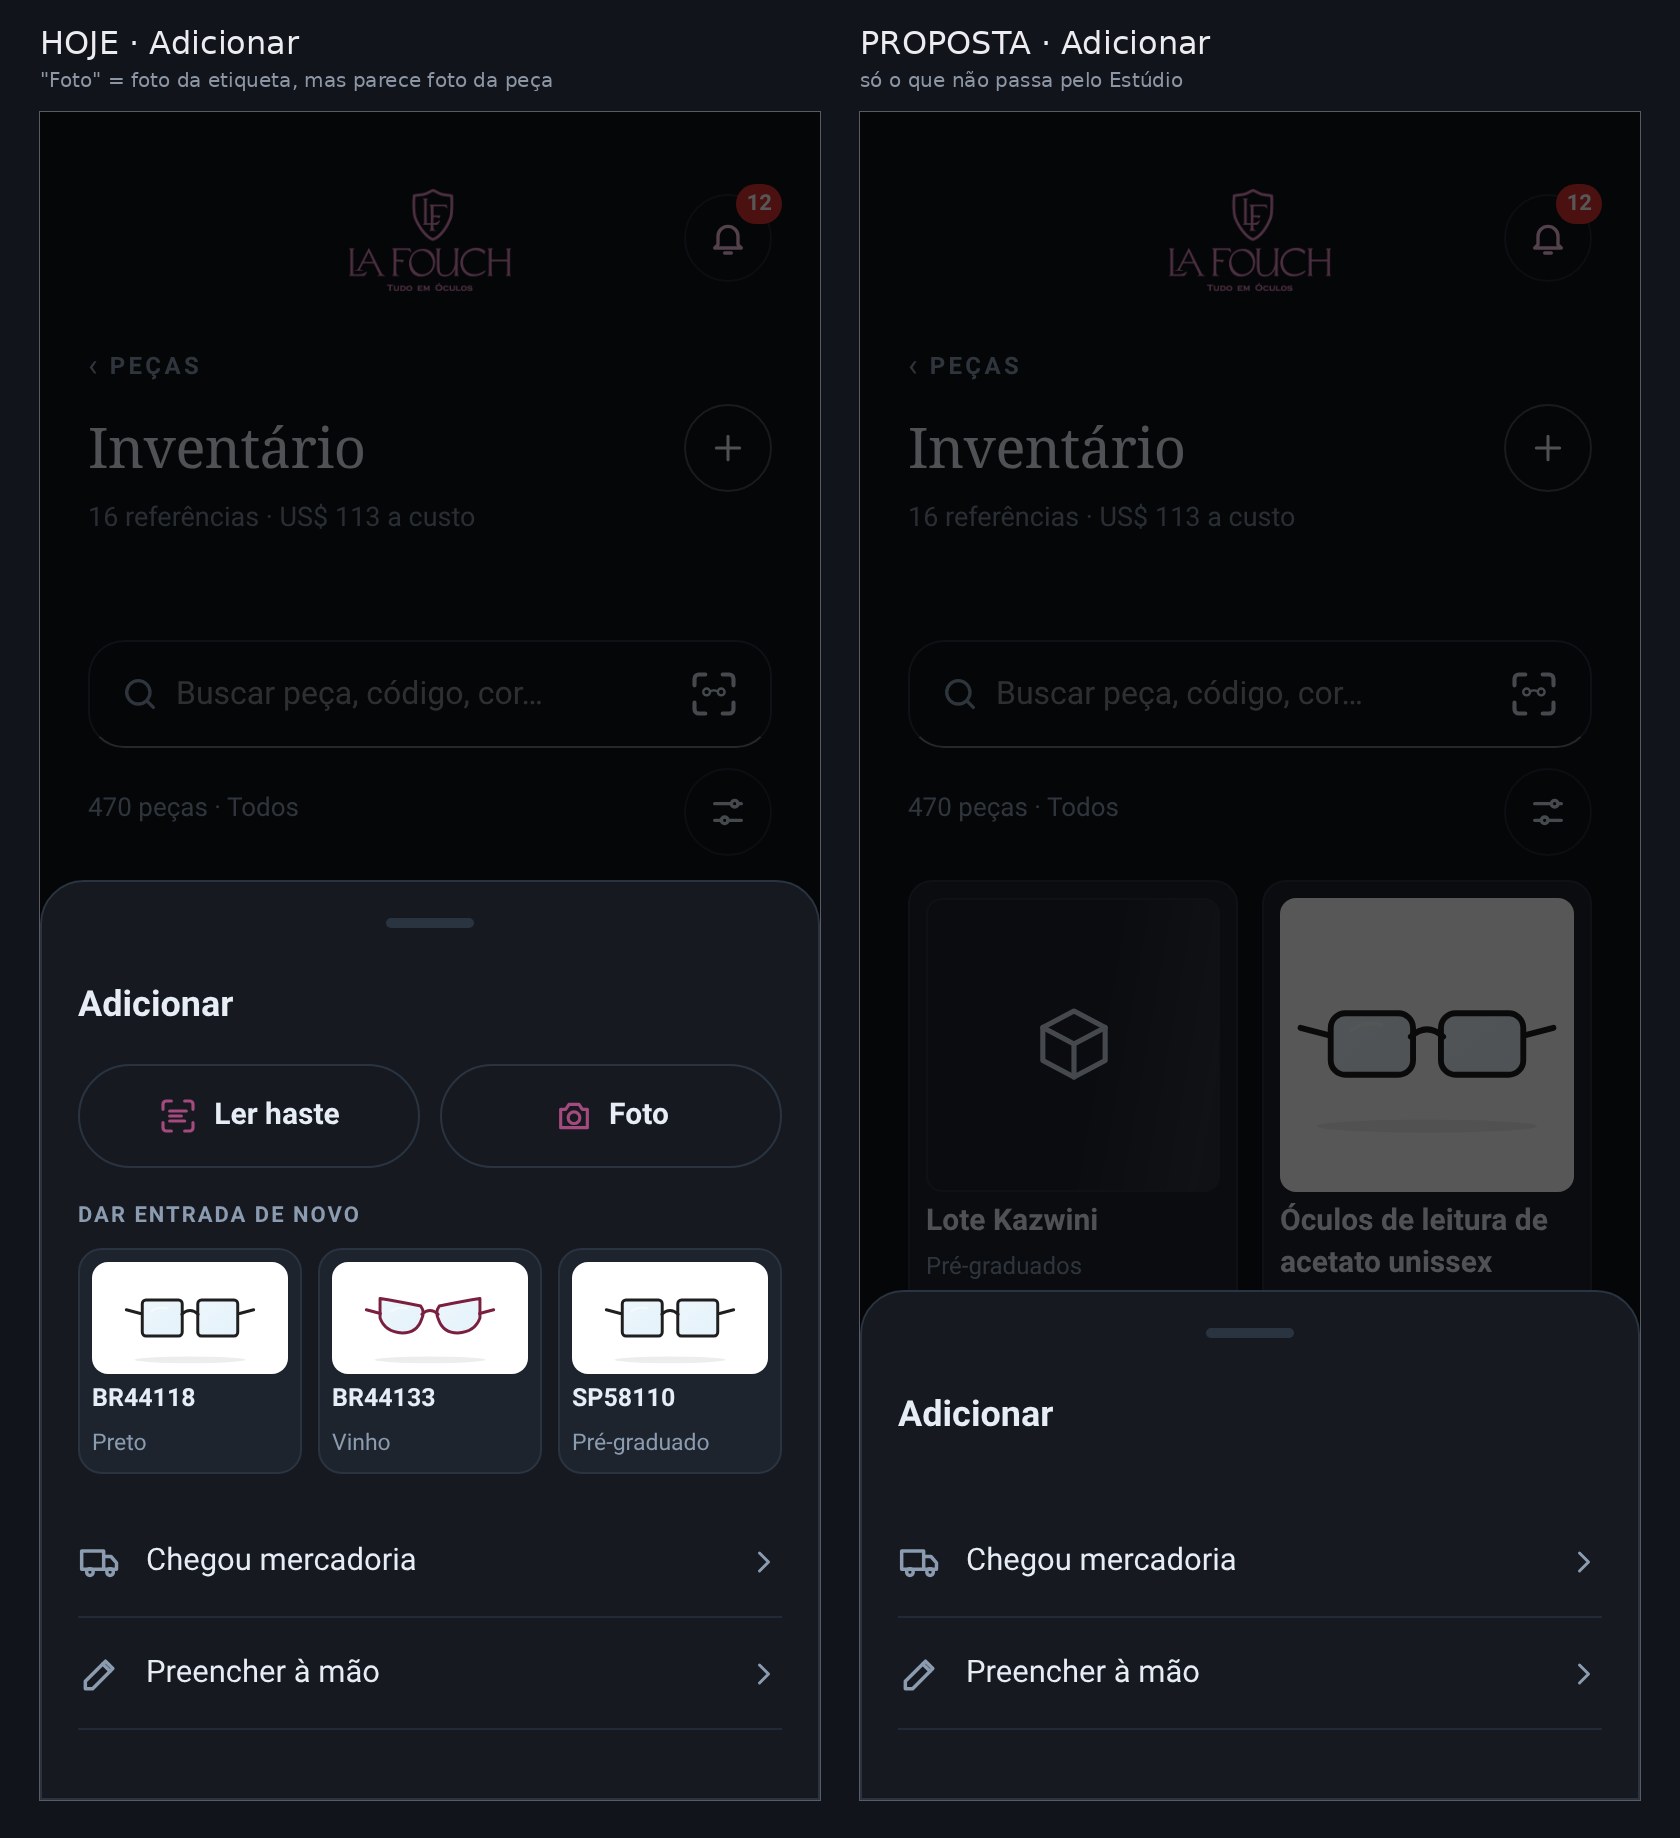 HOJE · Adicionar
"Foto" = foto da etiqueta, mas parece foto da peça
LF
LA FOUCH
TUDO EM ÓCULOS
12
‹ PEÇAS
Inventário
16 referências · US$ 113 a custo
Buscar peça, código, cor...
470 peças · Todos
Adicionar
Ler haste
Foto
DAR ENTRADA DE NOVO
BR44118
Preto
BR44133
Vinho
SP58110
Pré-graduado
Chegou mercadoria
Preencher à mão
PROPOSTA · Adicionar
só o que não passa pelo Estúdio
LF
LA FOUCH
TUDO EM ÓCULOS
12
‹ PEÇAS
Inventário
16 referências · US$ 113 a custo
Buscar peça, código, cor...
470 peças · Todos
Lote Kazwini
Pré-graduados
Óculos de leitura de
acetato unissex
Adicionar
Chegou mercadoria
Preencher à mão